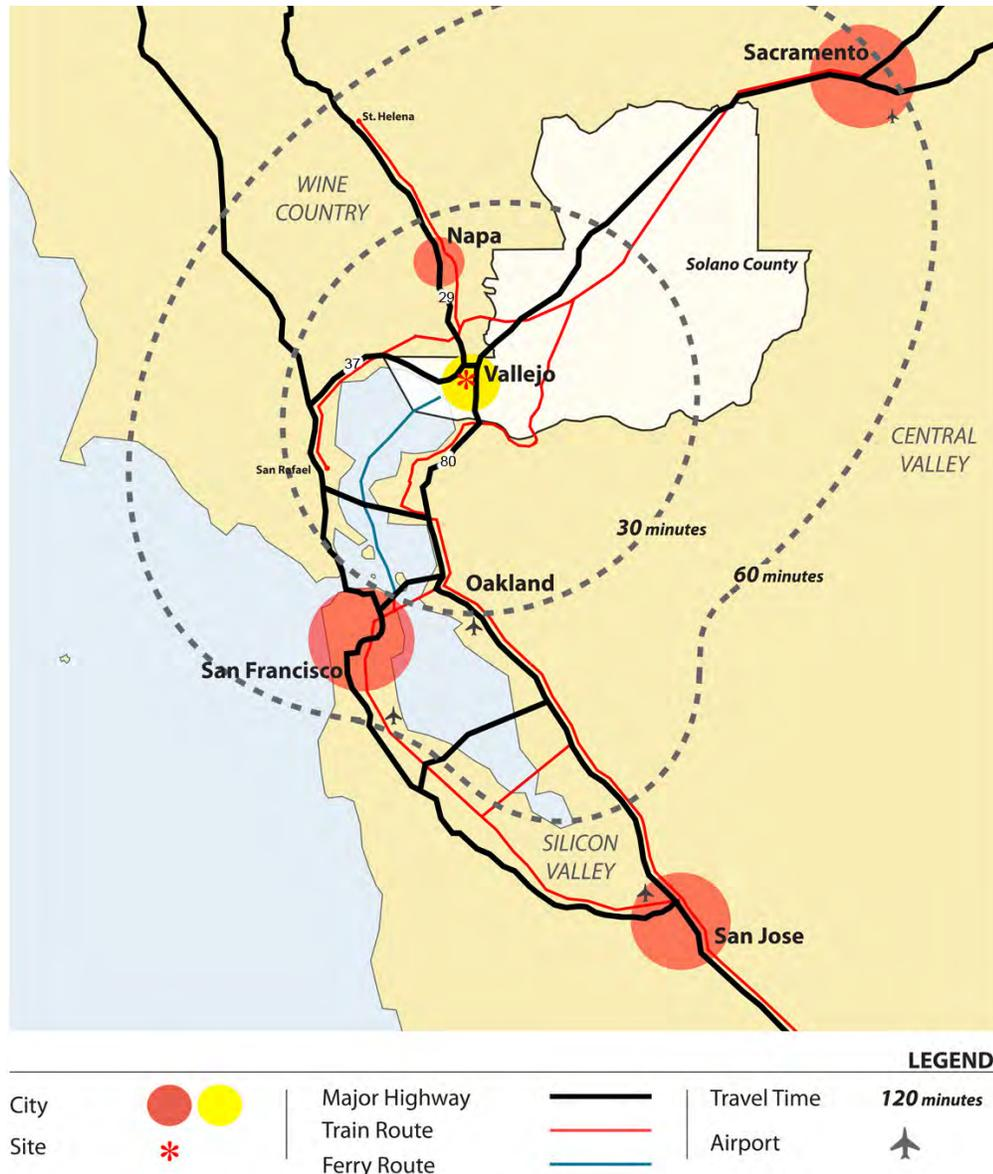 Sacramento
St. Helena
WINE
COUNTRY
Napa
Solano County
29
37
Vallejo
CENTRAL
VALLEY
80
San Rafael
30 minutes
60 minutes
Oakland
San Francisco
SILICON
VALLEY
San Jose
LEGEND
City
Major Highway
Travel Time
120 minutes
Train Route
Site
Airport
Ferry Route